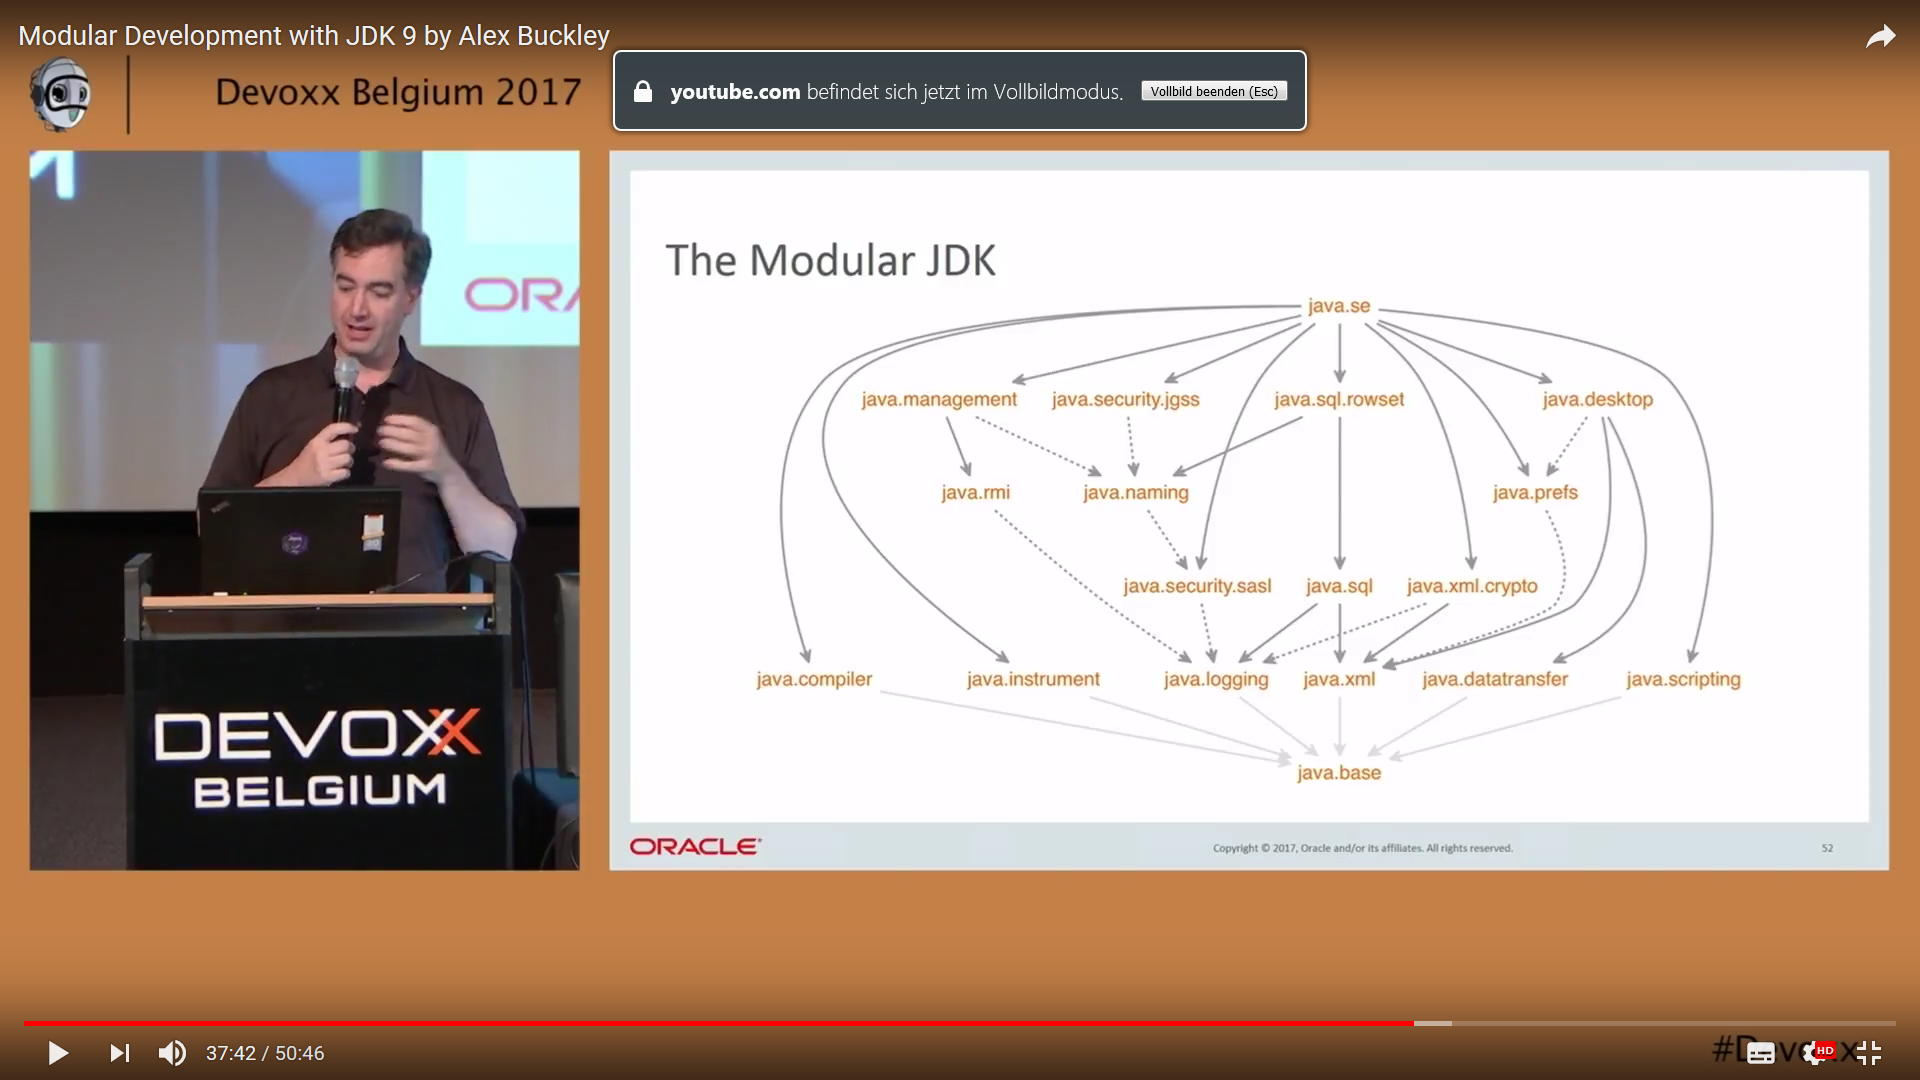 Modular Development with JDK 9 by Alex Buckley
Devoxx Belgium 2017
youtube.com befindet sich jetzt im Vollbildmodus.
Vollbild beenden (Esc)
The Modular JDK
java.se
java.management
java.security.jgss
java.sql.rowset
java.desktop
java.rmi
java.naming
java.prefs
java.security.sasl
java.sql
java.xml.crypto
java.compiler
java.instrument
java.logging
java.xml
java.datatransfer
java.scripting
java.base
ORACLE
Copyright © 2017, Oracle and/or its affiliates. All rights reserved.
52
DEVOXX
BELGIUM
37:42 / 50:46
HD